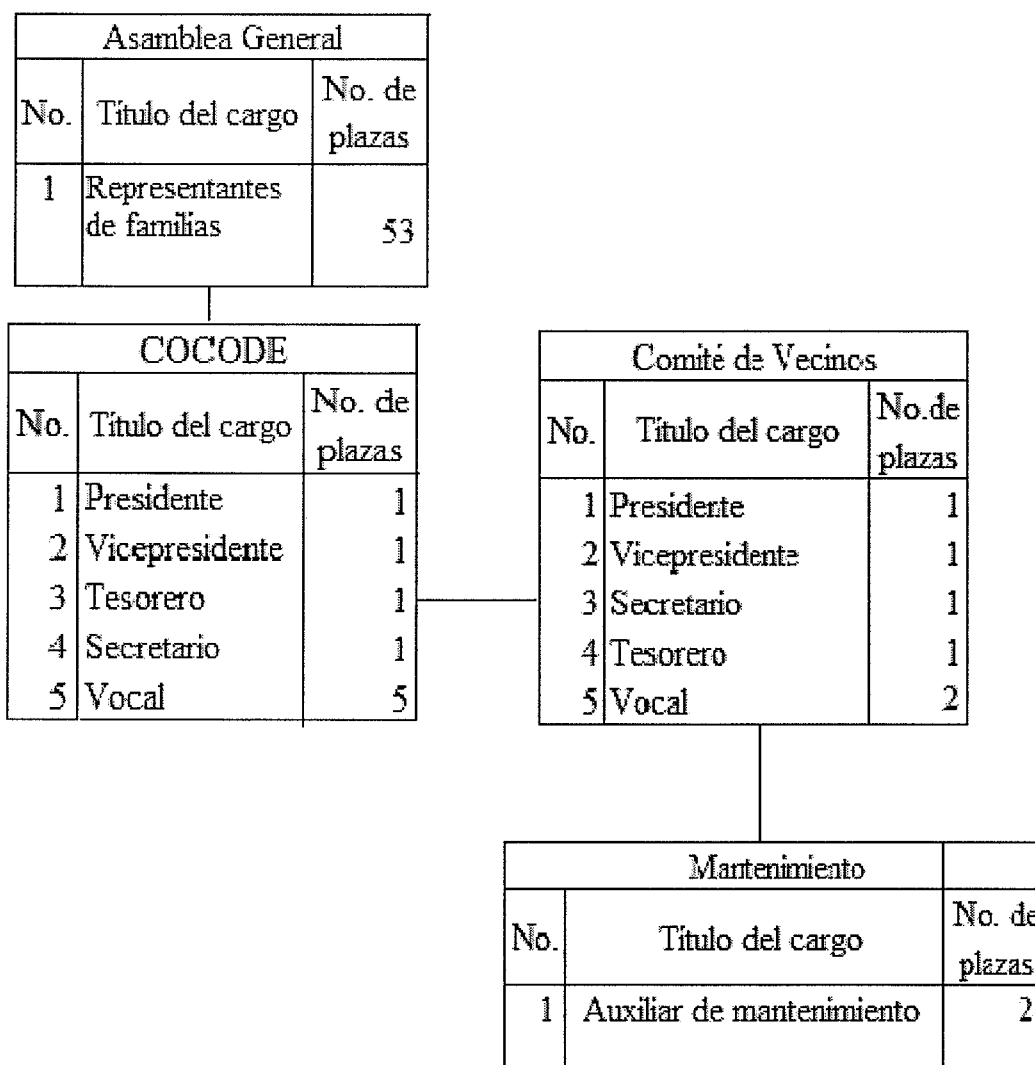 Asamblea General
No. Título del cargo No. de plazas
1 Representantes de familias 53
COCODE
No. Título del cargo No. de plazas
1 Presidente 1
2 Vicepresidente 1
3 Tesorero 1
4 Secretario 1
5 Vocal 5
Comité de Vecinos
No. Título del cargo No.de plazas
1 Presidente 1
2 Vicepresidente 1
3 Secretario 1
4 Tesorero 1
5 Vocal 2
Mantenimiento
No. Título del cargo No. de plazas
1 Auxiliar de mantenimiento 2